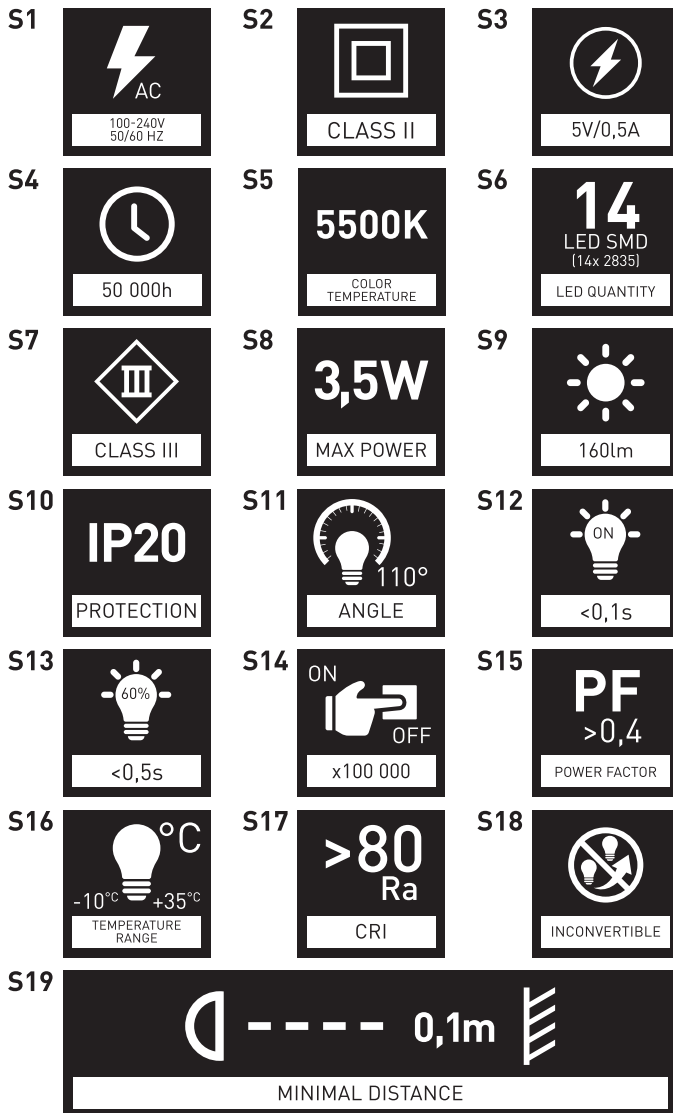 S1
AC
100-240V
50/60 HZ
S2
CLASS II
S3
5V/0,5A
S4
50 000h
S5
5500K
COLOR
TEMPERATURE
S6
14
LED SMD
(14x 2835)
LED QUANTITY
S7
III
CLASS III
S8
3,5W
MAX POWER
S9
160lm
S10
IP20
PROTECTION
S11
110°
ANGLE
S12
ON
<0,1s
S13
60%
<0,5s
S14
ON
OFF
x100 000
S15
PF
>0,4
POWER FACTOR
S16
°C
-10°C +35°C
TEMPERATURE
RANGE
S17
>80
Ra
CRI
S18
INCONVERTIBLE
S19
0,1m
MINIMAL DISTANCE